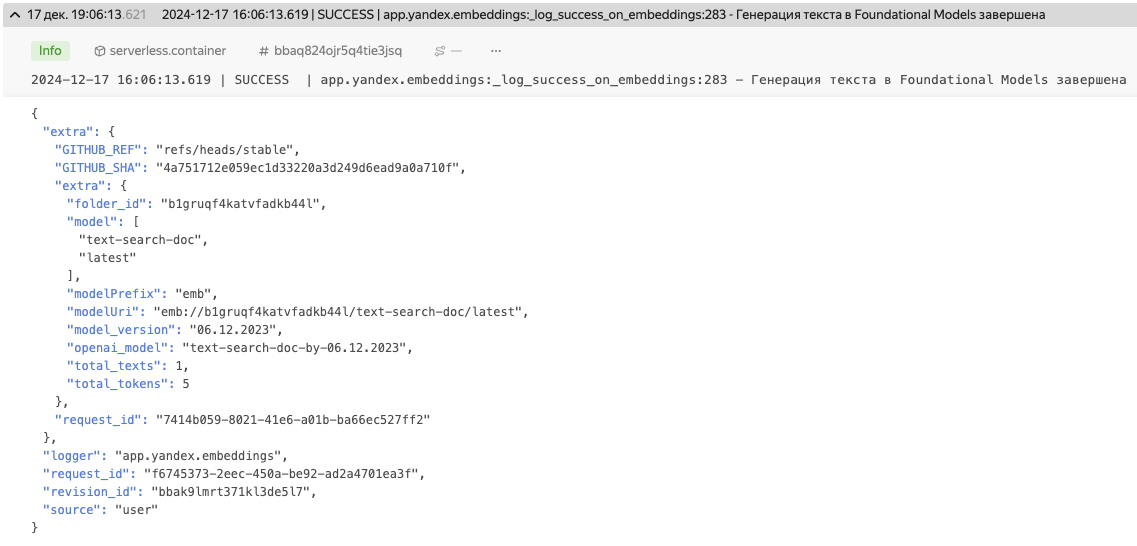 17 дек. 19:06:13.621 2024-12-17 16:06:13.619 | SUCCESS | app.yandex.embeddings:_log_success_on_embeddings:283 - Генерация текста в Foundational Models завершена
Info serverless.container # bbaq824ojr5q4tie3jsq — ...
2024-12-17 16:06:13.619 | SUCCESS  | app.yandex.embeddings:_log_success_on_embeddings:283 - Генерация текста в Foundational Models завершена
{
  "extra": {
    "GITHUB_REF": "refs/heads/stable",
    "GITHUB_SHA": "4a751712e059ec1d33220a3d249d6ead9a0a710f",
    "extra": {
      "folder_id": "b1gruqf4katvfadkb44l",
      "model": [
        "text-search-doc",
        "latest"
      ],
      "modelPrefix": "emb",
      "modelUri": "emb://b1gruqf4katvfadkb44l/text-search-doc/latest",
      "model_version": "06.12.2023",
      "openai_model": "text-search-doc-by-06.12.2023",
      "total_texts": 1,
      "total_tokens": 5
    },
    "request_id": "7414b059-8021-41e6-a01b-ba66ec527ff2"
  },
  "logger": "app.yandex.embeddings",
  "request_id": "f6745373-2eec-450a-be92-ad2a4701ea3f",
  "revision_id": "bbak9lmrt371kl3de5l7",
  "source": "user"
}